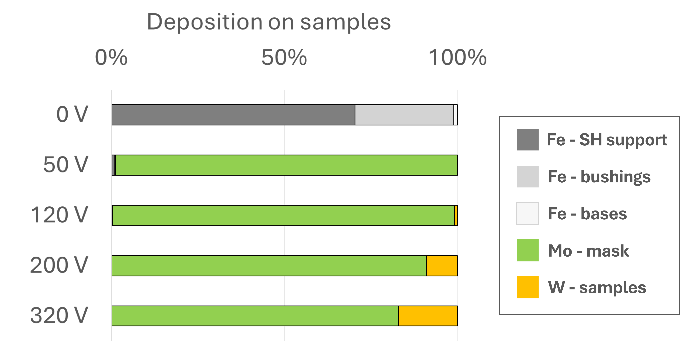 Deposition on samples
0% 50% 100%
0 V
50 V
120 V
200 V
320 V
Fe - SH support
Fe - bushings
Fe - bases
Mo - mask
W - samples